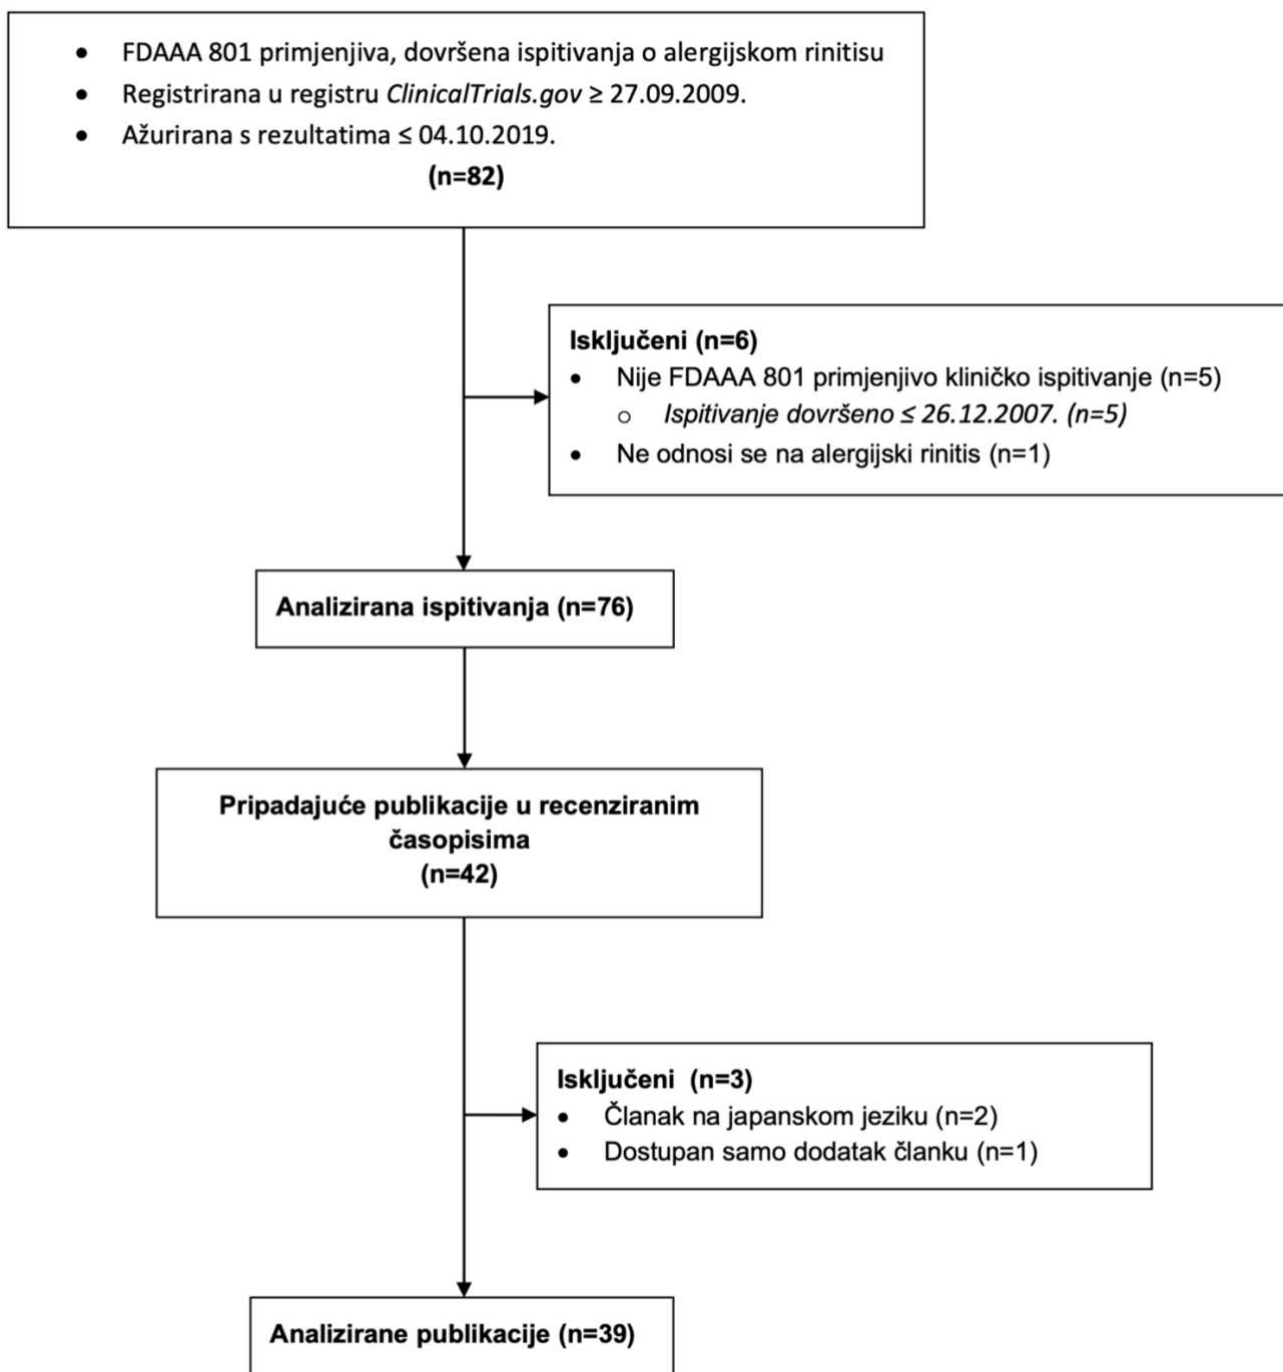 • FDAAA 801 primjenjiva, dovršena ispitivanja o alergijskom rinitisu
• Registrirana u registru ClinicalTrials.gov ≥ 27.09.2009.
• Ažurirana s rezultatima ≤ 04.10.2019.
(n=82)
Isključeni (n=6)
• Nije FDAAA 801 primjenjivo kliničko ispitivanje (n=5)
o Ispitivanje dovršeno ≤ 26.12.2007. (n=5)
• Ne odnosi se na alergijski rinitis (n=1)
Analizirana ispitivanja (n=76)
Pripadajuće publikacije u recenziranim
časopisima
(n=42)
Isključeni (n=3)
• Članak na japanskom jeziku (n=2)
• Dostupan samo dodatak članku (n=1)
Analizirane publikacije (n=39)